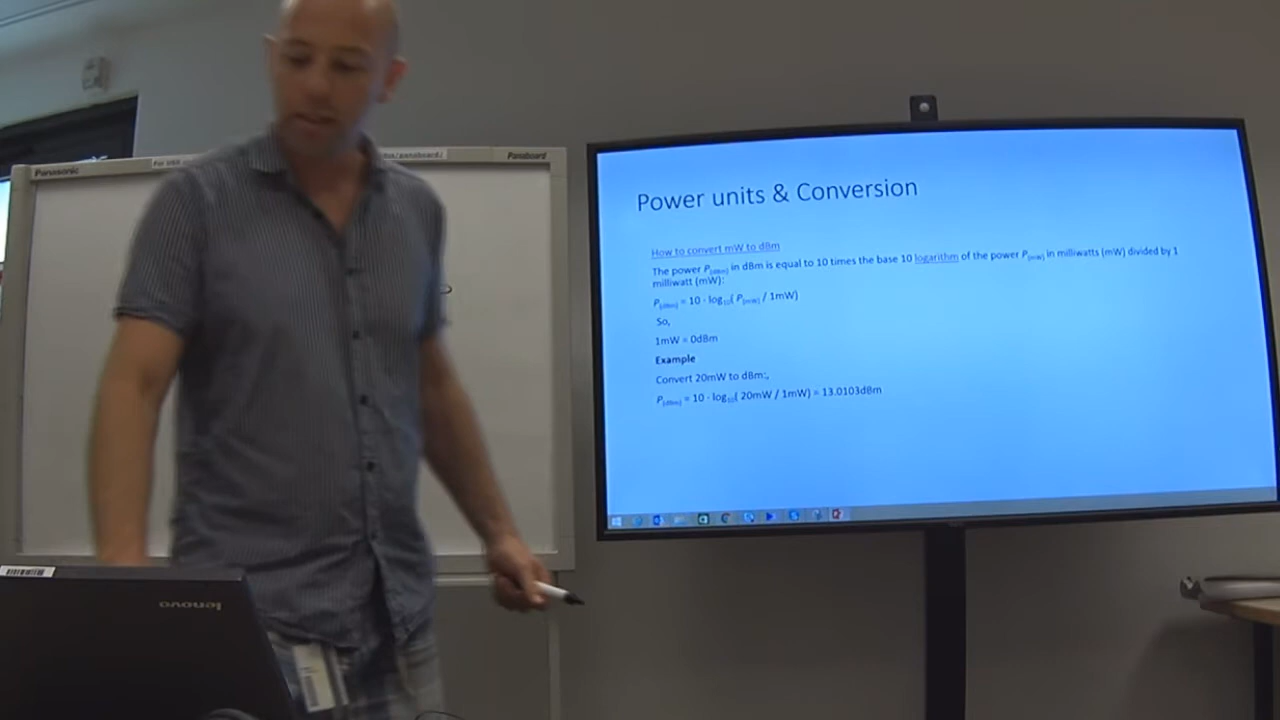 Panasonic
For USB
Panaboard
Power units & Conversion
How to convert mW to dBm
The power P(dBm) in dBm is equal to 10 times the base 10 logarithm of the power P(mW) in milliwatts (mW) divided by 1
milliwatt (mW):
P(dBm) = 10 · log10( P(mW) / 1mW)
So,
1mW = 0dBm
Example
Convert 20mW to dBm:,
P(dBm) = 10 · log10( 20mW / 1mW) = 13.0103dBm
lenovo